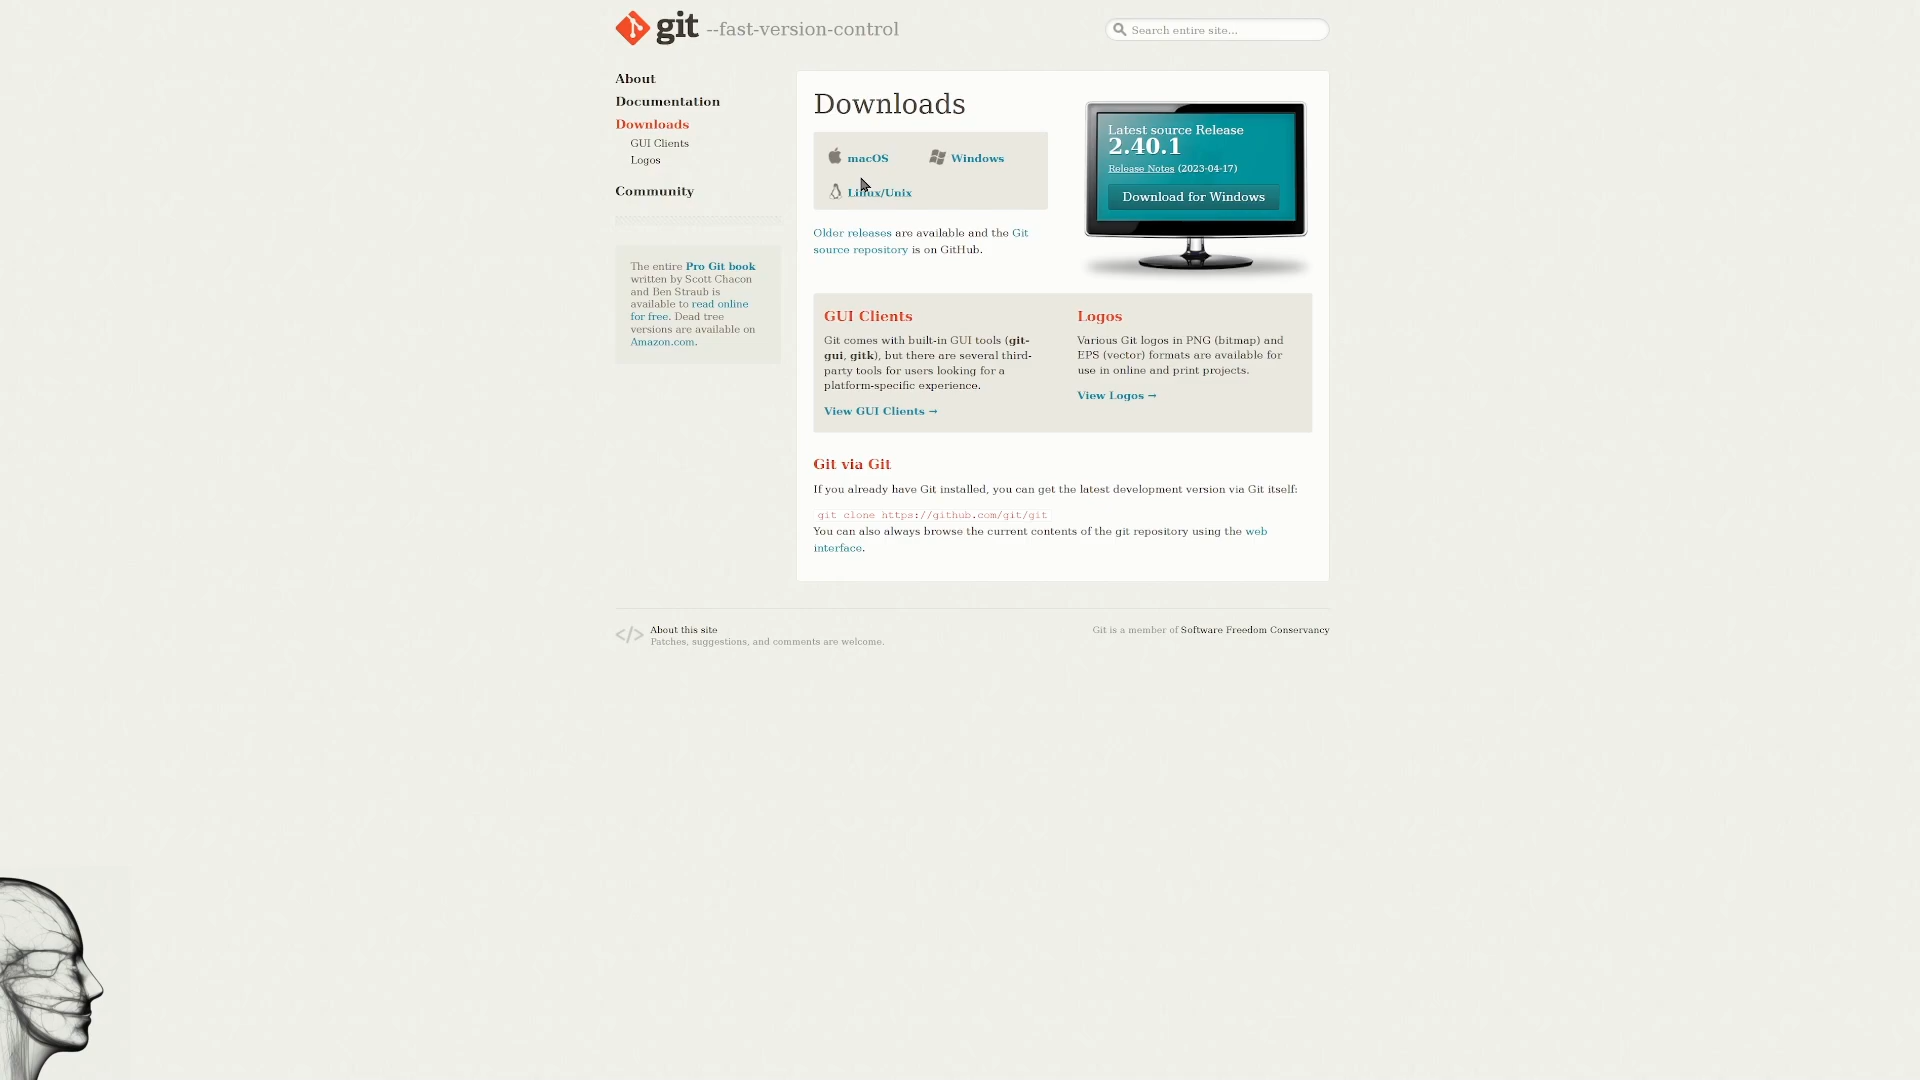 git --fast-version-control
Search entire site...
About
Documentation
Downloads
GUI Clients
Logos
Community
The entire Pro Git book
written by Scott Chacon
and Ben Straub is
available to read online
for free. Dead tree
versions are available on
Amazon.com.
Downloads
macOS
Windows
Linux/Unix
Older releases are available and the Git
source repository is on GitHub.
Latest source Release
2.40.1
Release Notes (2023-04-17)
Download for Windows
GUI Clients
Git comes with built-in GUI tools (git-
gui, gitk), but there are several third-
party tools for users looking for a
platform-specific experience.
View GUI Clients →
Logos
Various Git logos in PNG (bitmap) and
EPS (vector) formats are available for
use in online and print projects.
View Logos →
Git via Git
If you already have Git installed, you can get the latest development version via Git itself:
git clone https://github.com/git/git
You can also always browse the current contents of the git repository using the web
interface.
</> About this site
Patches, suggestions, and comments are welcome.
Git is a member of Software Freedom Conservancy